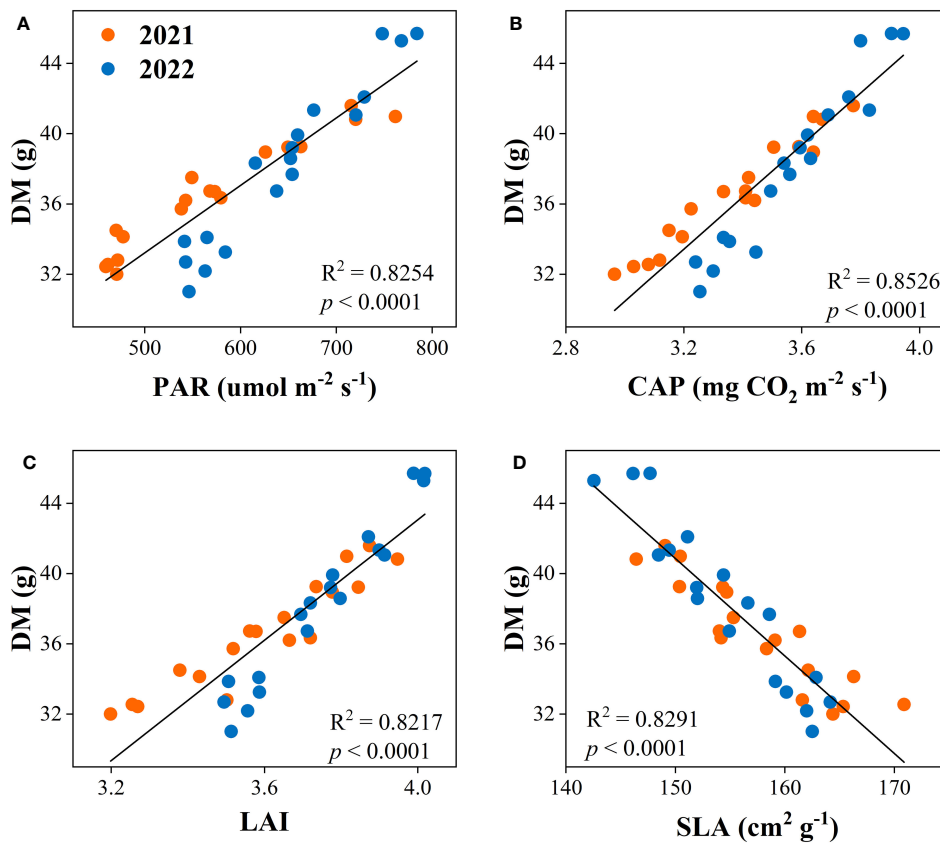 A
2021
2022
DM (g)
44
40
36
32
R² = 0.8254
p < 0.0001
500 600 700 800
PAR (umol m⁻² s⁻¹)
B
DM (g)
44
40
36
32
R² = 0.8526
p < 0.0001
2.8 3.2 3.6 4.0
CAP (mg CO₂ m⁻² s⁻¹)
C
DM (g)
44
40
36
32
R² = 0.8217
p < 0.0001
3.2 3.6 4.0
LAI
D
DM (g)
44
40
36
32
R² = 0.8291
p < 0.0001
140 150 160 170
SLA (cm² g⁻¹)